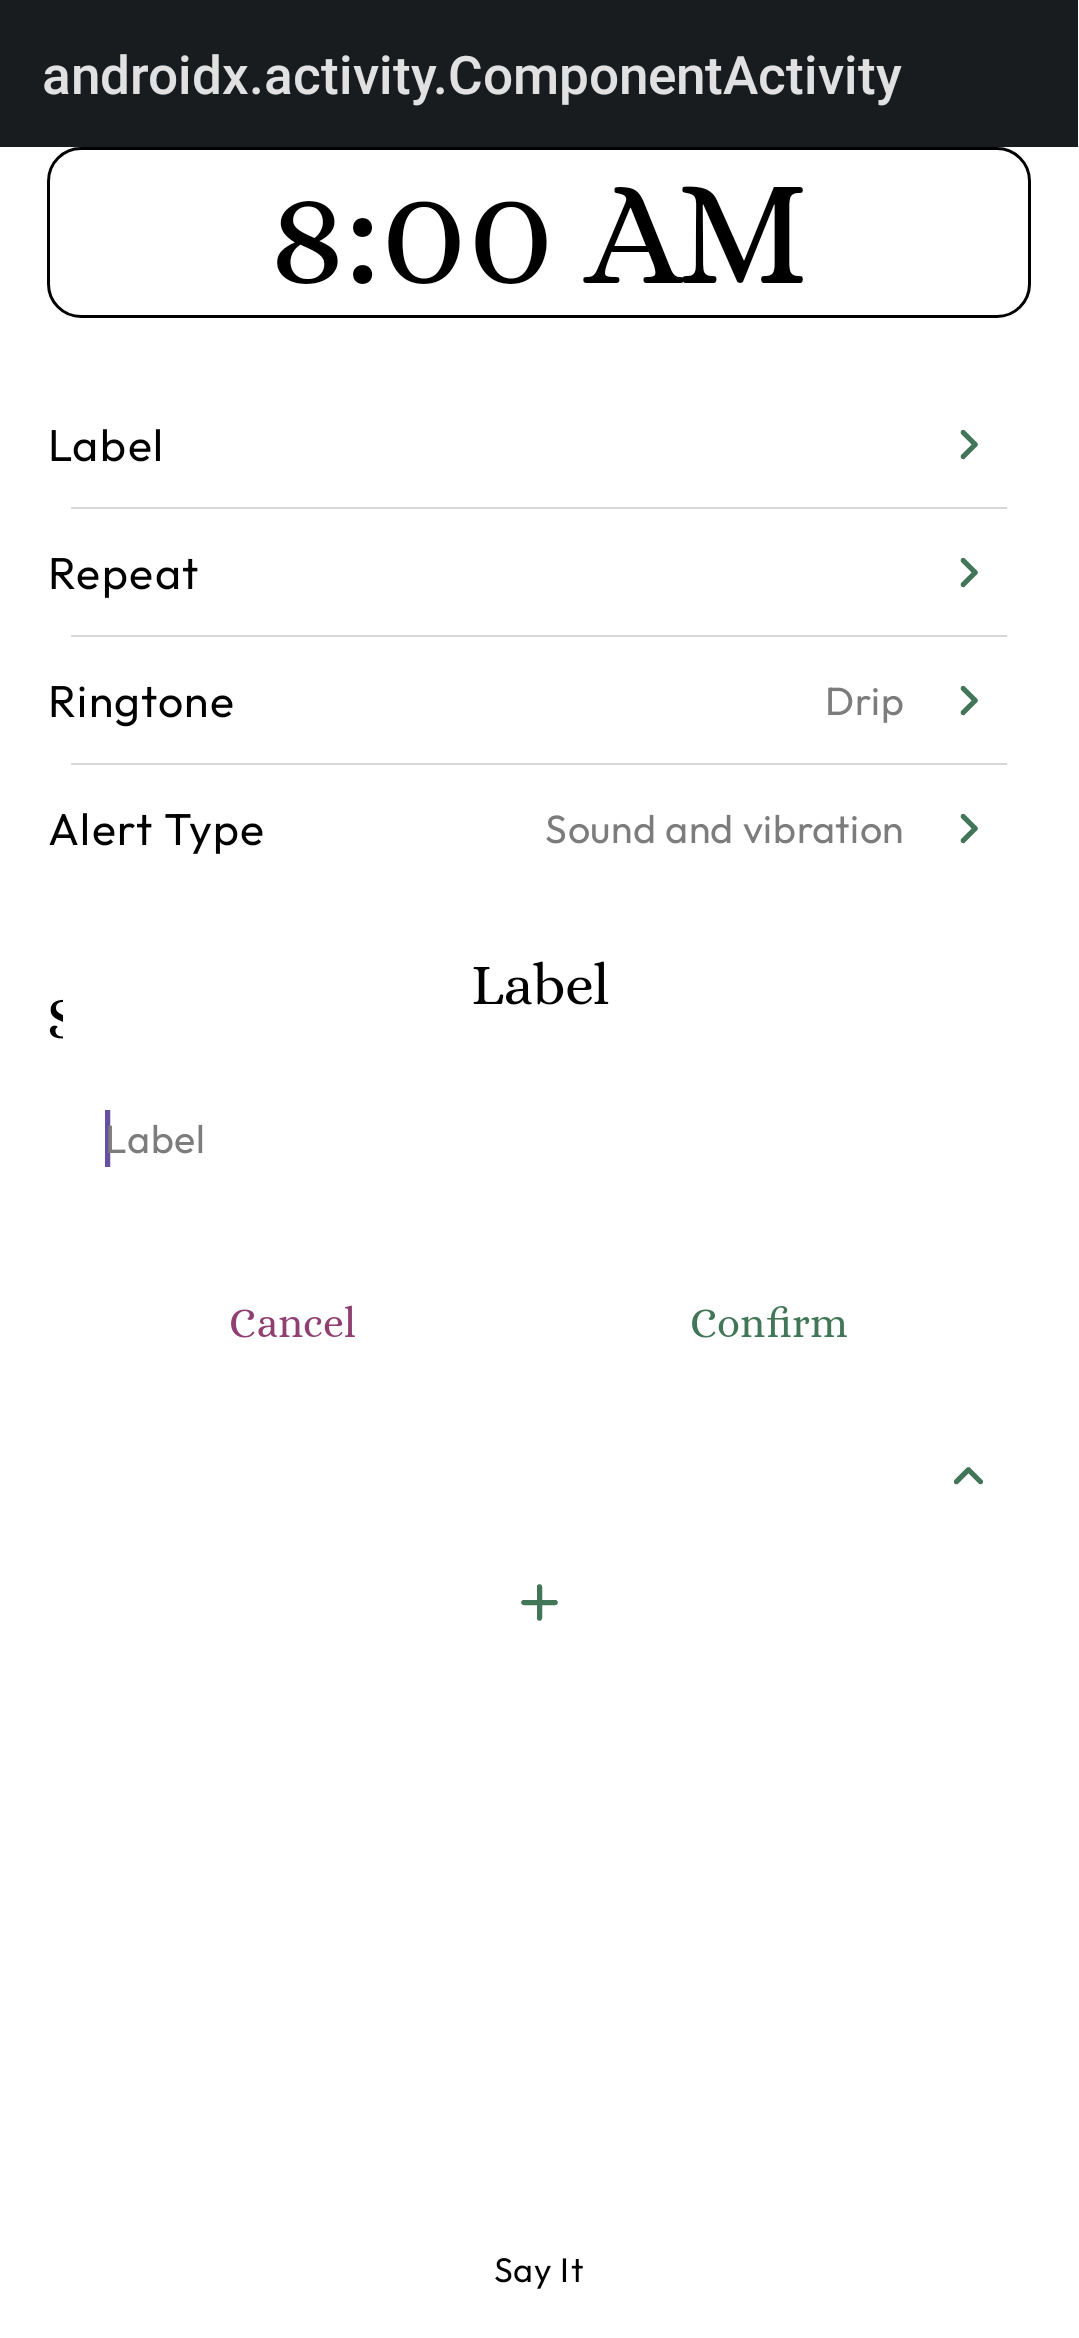 androidx.activity.ComponentActivity
8:00 AM
Label
Repeat
Ringtone Drip
Alert Type Sound and vibration
Label
Label
Cancel Confirm
Say It